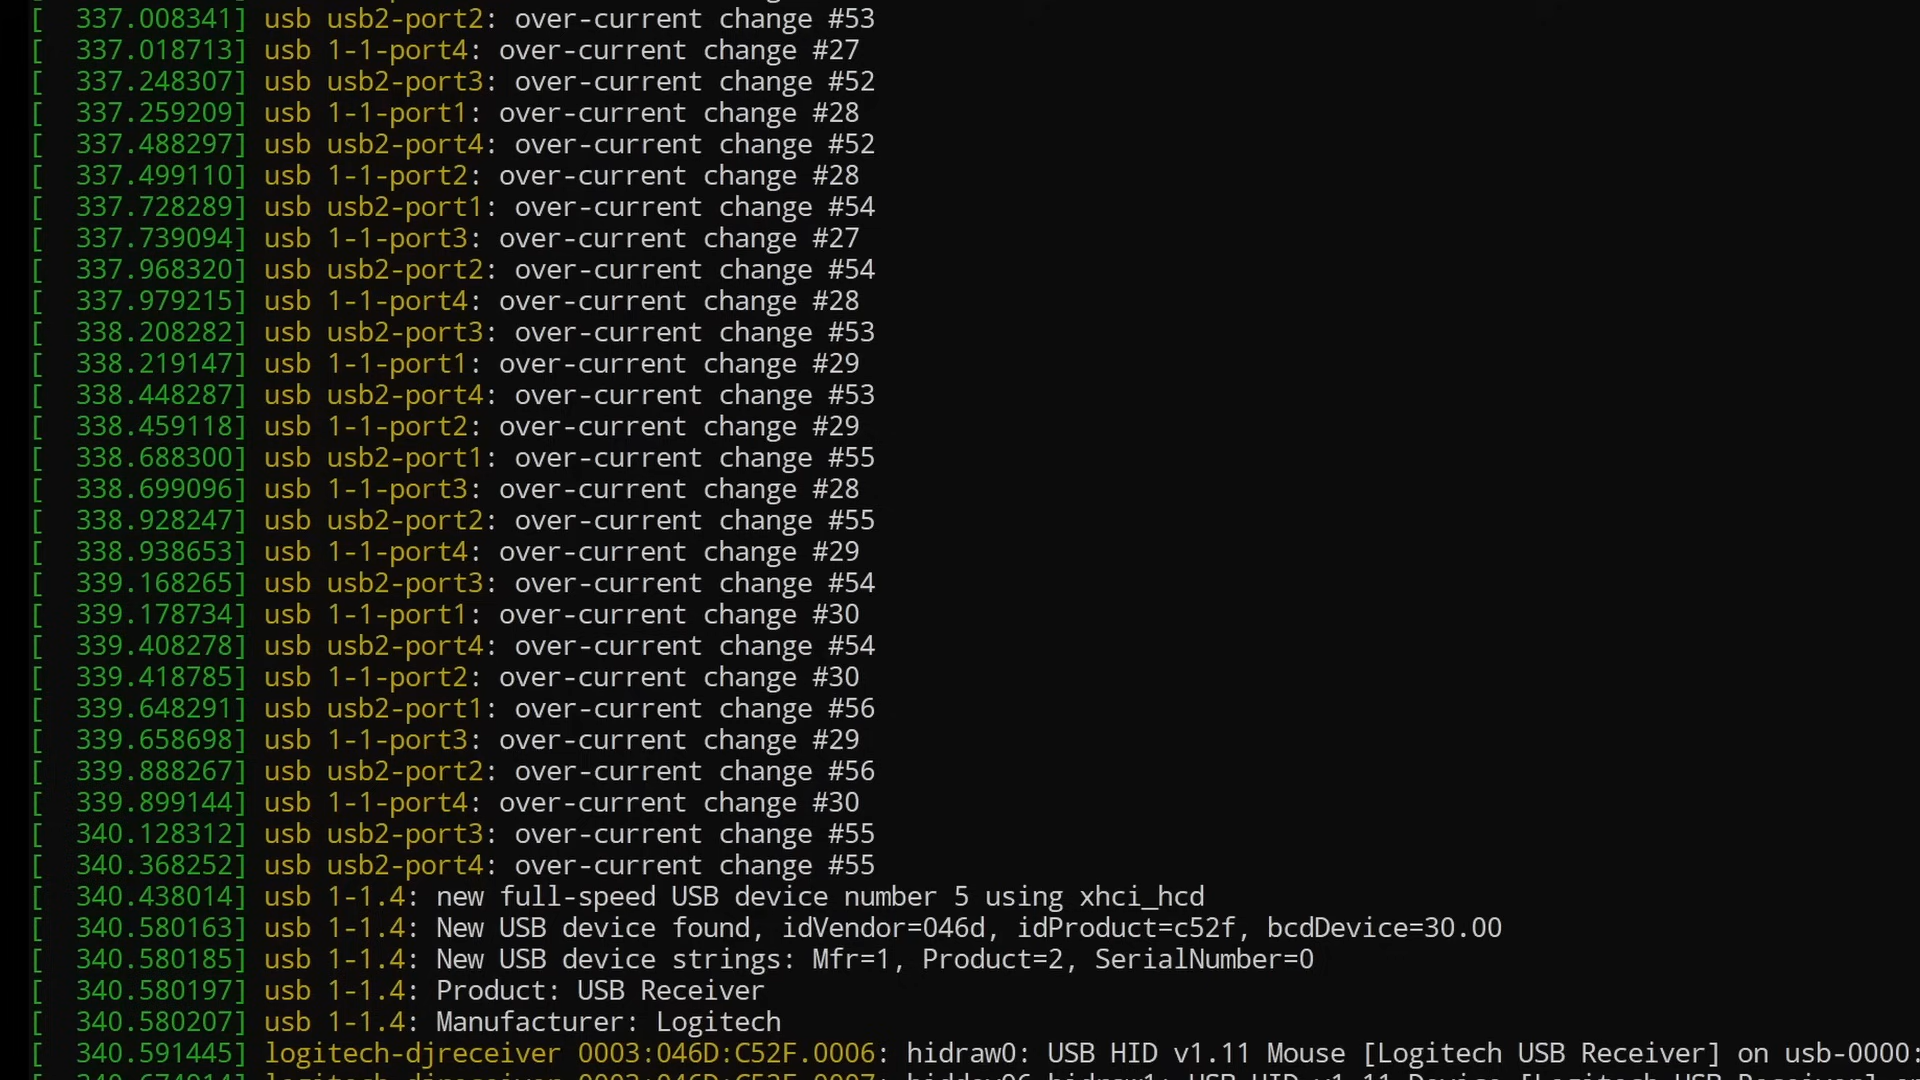 [  337.008341] usb usb2-port2: over-current change #53
[  337.018713] usb 1-1-port4: over-current change #27
[  337.248307] usb usb2-port3: over-current change #52
[  337.259209] usb 1-1-port1: over-current change #28
[  337.488297] usb usb2-port4: over-current change #52
[  337.499110] usb 1-1-port2: over-current change #28
[  337.728289] usb usb2-port1: over-current change #54
[  337.739094] usb 1-1-port3: over-current change #27
[  337.968320] usb usb2-port2: over-current change #54
[  337.979215] usb 1-1-port4: over-current change #28
[  338.208282] usb usb2-port3: over-current change #53
[  338.219147] usb 1-1-port1: over-current change #29
[  338.448287] usb usb2-port4: over-current change #53
[  338.459118] usb 1-1-port2: over-current change #29
[  338.688300] usb usb2-port1: over-current change #55
[  338.699096] usb 1-1-port3: over-current change #28
[  338.928247] usb usb2-port2: over-current change #55
[  338.938653] usb 1-1-port4: over-current change #29
[  339.168265] usb usb2-port3: over-current change #54
[  339.178734] usb 1-1-port1: over-current change #30
[  339.408278] usb usb2-port4: over-current change #54
[  339.418785] usb 1-1-port2: over-current change #30
[  339.648291] usb usb2-port1: over-current change #56
[  339.658698] usb 1-1-port3: over-current change #29
[  339.888267] usb usb2-port2: over-current change #56
[  339.899144] usb 1-1-port4: over-current change #30
[  340.128312] usb usb2-port3: over-current change #55
[  340.368252] usb usb2-port4: over-current change #55
[  340.438014] usb 1-1.4: new full-speed USB device number 5 using xhci_hcd
[  340.580163] usb 1-1.4: New USB device found, idVendor=046d, idProduct=c52f, bcdDevice=30.00
[  340.580185] usb 1-1.4: New USB device strings: Mfr=1, Product=2, SerialNumber=0
[  340.580197] usb 1-1.4: Product: USB Receiver
[  340.580207] usb 1-1.4: Manufacturer: Logitech
[  340.591445] logitech-djreceiver 0003:046D:C52F.0006: hidraw0: USB HID v1.11 Mouse [Logitech USB Receiver] on usb-0000: